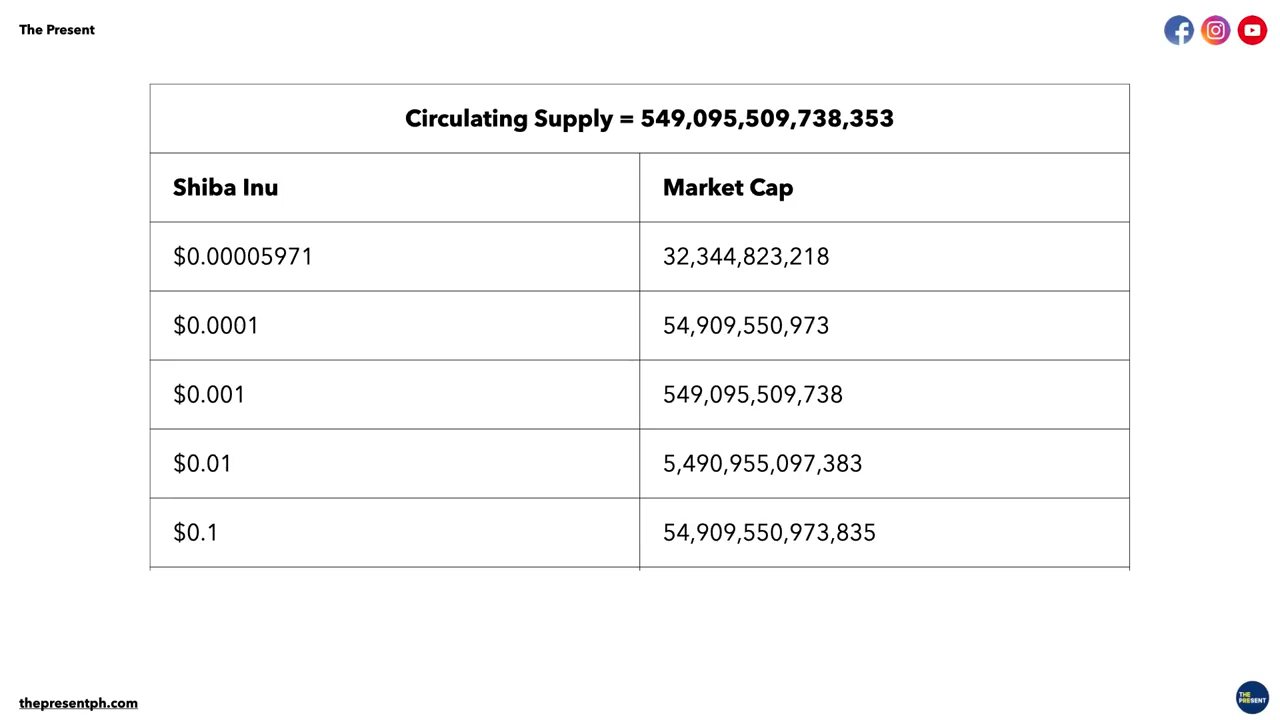 The Present
Circulating Supply = 549,095,509,738,353
Shiba Inu Market Cap
$0.00005971 32,344,823,218
$0.0001 54,909,550,973
$0.001 549,095,509,738
$0.01 5,490,955,097,383
$0.1 54,909,550,973,835
thepresentph.com
THE
PRESENT